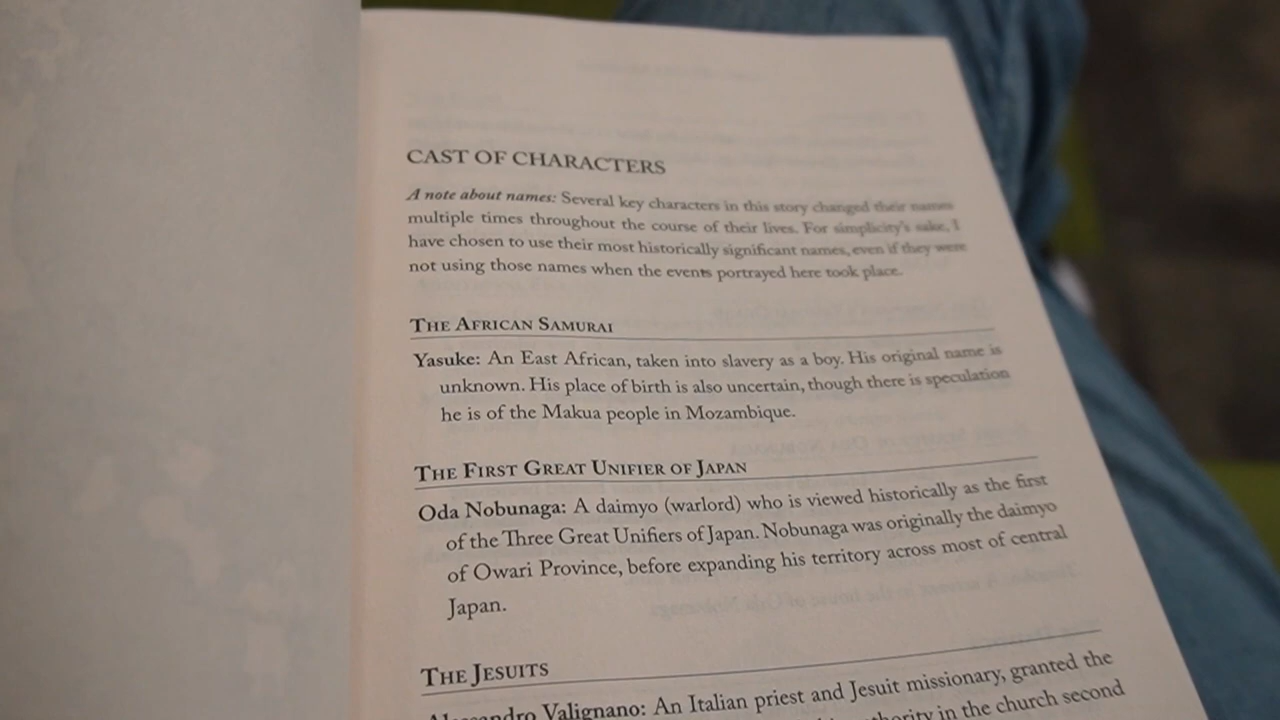 CAST OF CHARACTERS
A note about names: Several key characters in this story changed their names
multiple times throughout the course of their lives. For simplicity's sake, I
have chosen to use their most historically significant names, even if they were
not using those names when the events portrayed here took place.
THE AFRICAN SAMURAI
Yasuke: An East African, taken into slavery as a boy. His original name is
unknown. His place of birth is also uncertain, though there is speculation
he is of the Makua people in Mozambique.
THE FIRST GREAT UNIFIER OF JAPAN
Oda Nobunaga: A daimyo (warlord) who is viewed historically as the first
of the Three Great Unifiers of Japan. Nobunaga was originally the daimyo
of Owari Province, before expanding his territory across most of central
Japan.
THE JESUITS
Alessandro Valignano: An Italian priest and Jesuit missionary, granted the
authority in the church second